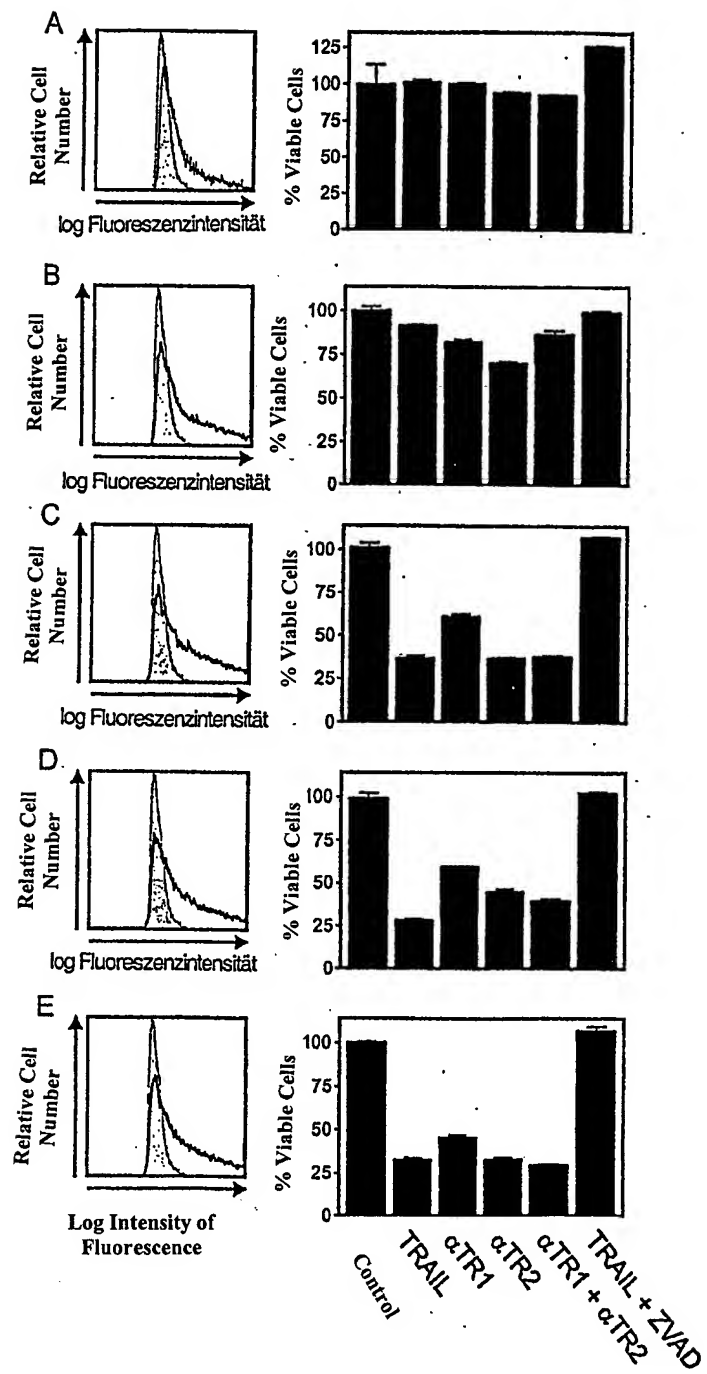 A
Relative Cell
Number
log Fluoreszenzintensität
% Viable Cells
125
100
75
50
25
0
B
Relative Cell
Number
log Fluoreszenzintensität
% Viable Cells
100
75
50
25
0
C
Relative Cell
Number
log Fluoreszenzintensität
% Viable Cells
100
75
50
25
0
D
Relative Cell
Number
log Fluoreszenzintensität
% Viable Cells
100
75
50
25
0
E
Relative Cell
Number
Log Intensity of
Fluorescence
% Viable Cells
100
75
50
25
0
Control
TRAIL
αTR1
αTR2
αTR1 + αTR2
TRAIL + ZVAD